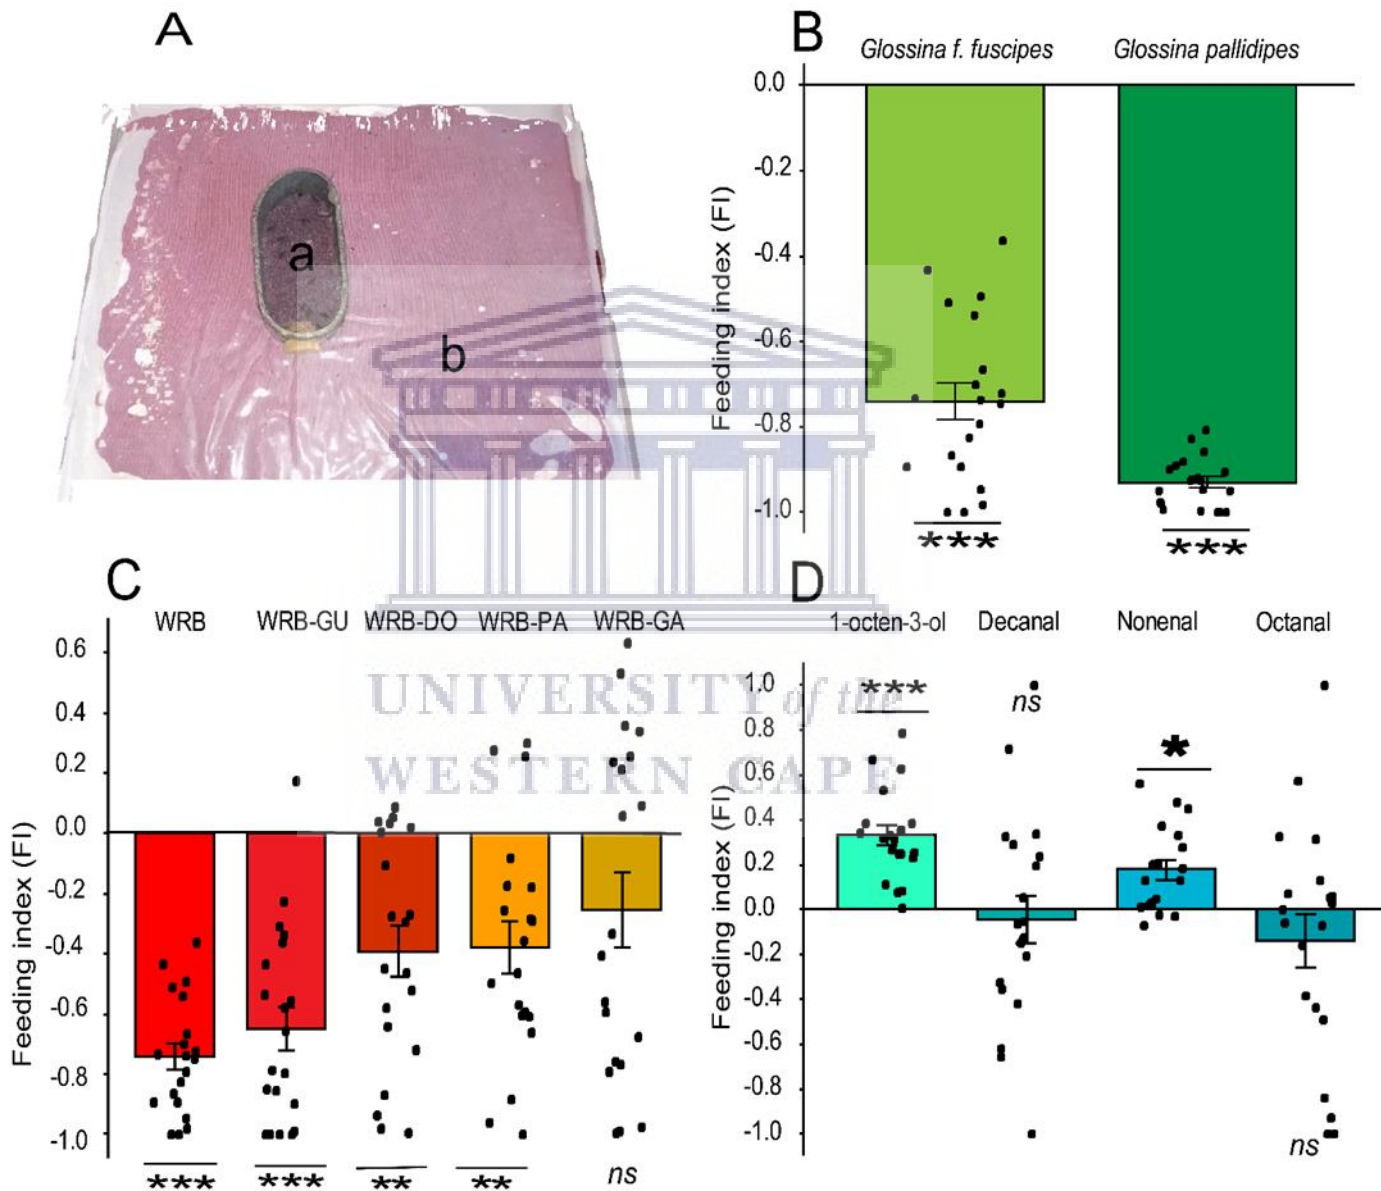 A
a
b
B
Glossina f. fuscipes Glossina pallidipes
Feeding index (FI)
0.0
-0.2
-0.4
-0.6
-0.8
-1.0
*** ***
C
WRB WRB-GU WRB-DO WRB-PA WRB-GA
Feeding index (FI)
0.6
0.4
0.2
0.0
-0.2
-0.4
-0.6
-0.8
-1.0
*** *** ** ** ns
D
1-octen-3-ol Decanal Nonenal Octanal
Feeding index (FI)
1.0
0.8
0.6
0.4
0.2
0.0
-0.2
-0.4
-0.6
-0.8
-1.0
*** ns * ns
UNIVERSITY of the
WESTERN CAPE